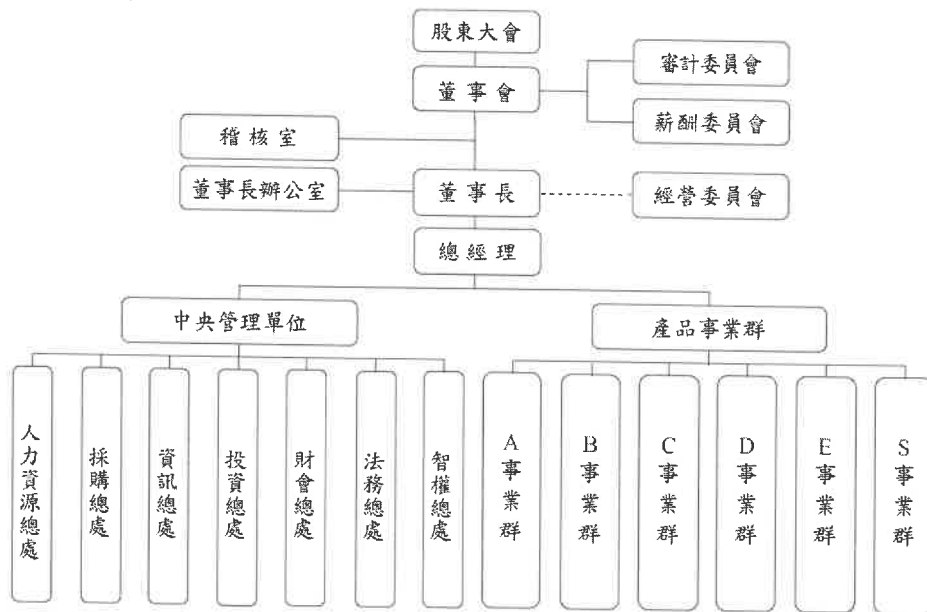 股東大會
審計委員會
董事會
薪酬委員會
稽核室
董事長辦公室
董事長
經營委員會
總經理
中央管理單位
產品事業群
人力資源總處
採購總處
資訊總處
投資總處
財會總處
法務總處
智權總處
A事業群
B事業群
C事業群
D事業群
E事業群
S事業群